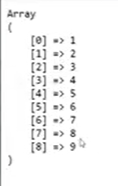 Array
(
[0] => 1
[1] => 2
[2] => 3
[3] => 4
[4] => 5
[5] => 6
[6] => 7
[7] => 8
[8] => 9
)